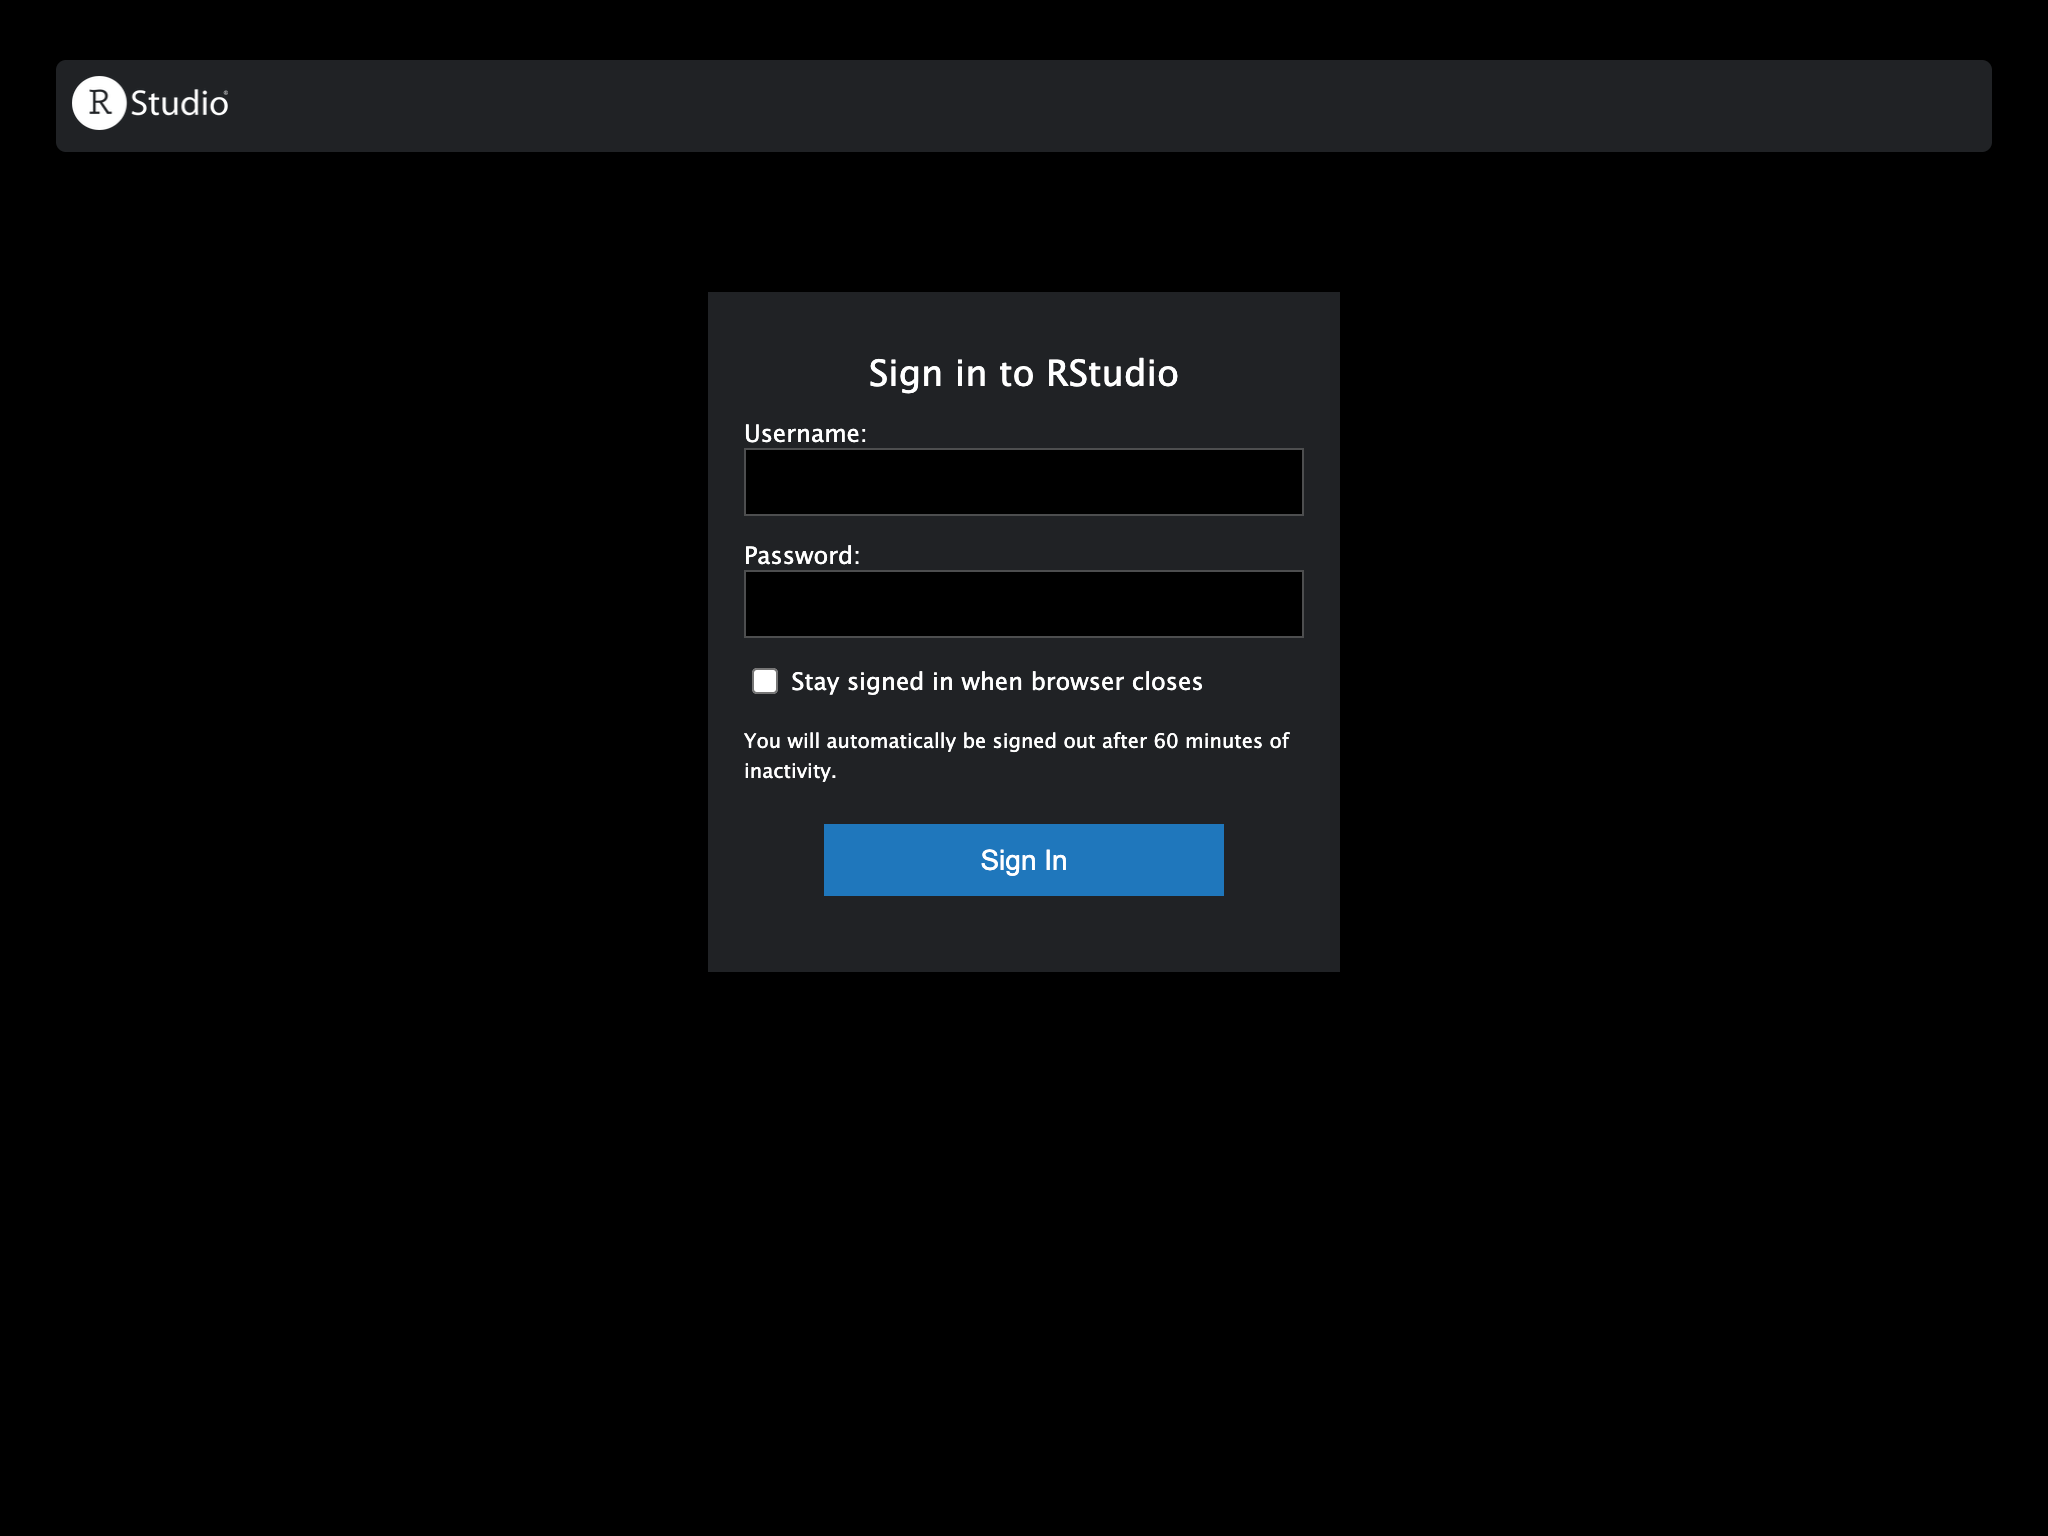 RStudio®
Sign in to RStudio
Username:
Password:
Stay signed in when browser closes
You will automatically be signed out after 60 minutes of
inactivity.
Sign In